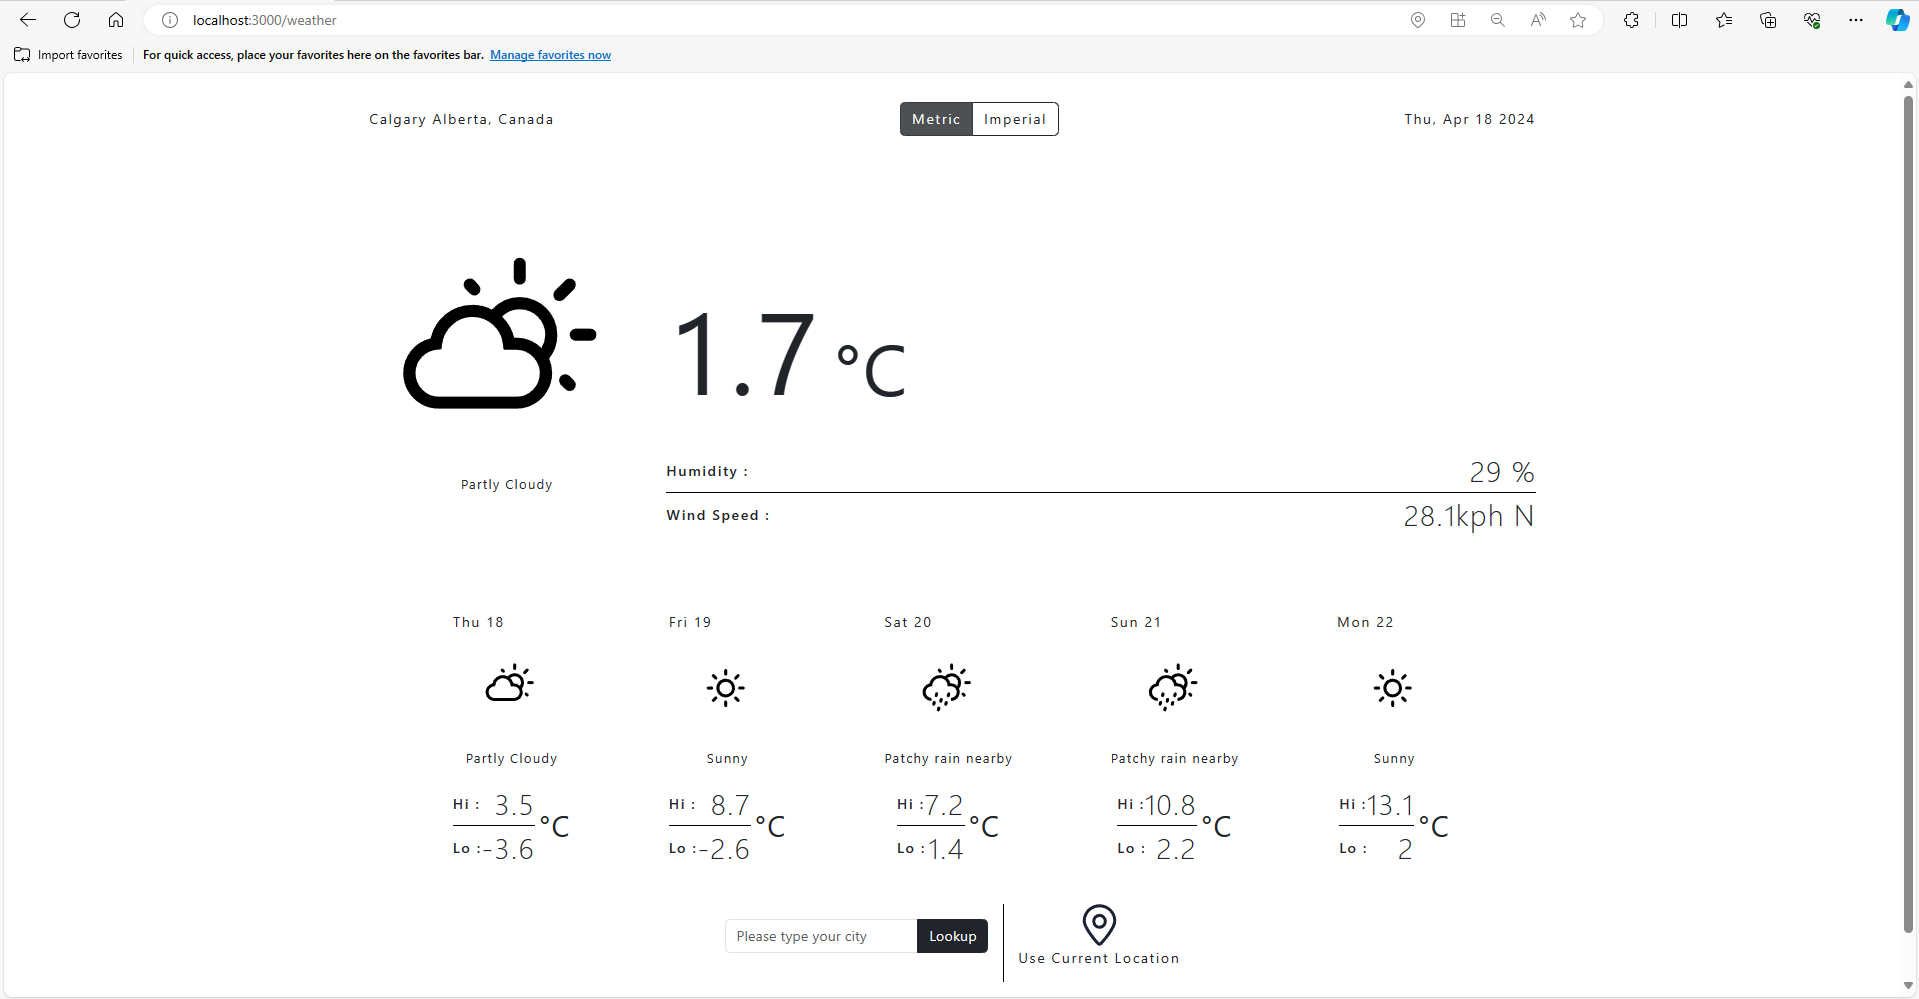 localhost:3000/weather
Import favorites For quick access, place your favorites here on the favorites bar. Manage favorites now
Calgary Alberta, Canada Metric Imperial Thu, Apr 18 2024
1.7 °C
Partly Cloudy
Humidity : 29 %
Wind Speed : 28.1kph N
Thu 18 Fri 19 Sat 20 Sun 21 Mon 22
Partly Cloudy Sunny Patchy rain nearby Patchy rain nearby Sunny
Hi : 3.5 Hi : 8.7 Hi :7.2 Hi :10.8 Hi :13.1
°C °C °C °C °C
Lo :-3.6 Lo :-2.6 Lo :1.4 Lo : 2.2 Lo : 2
Please type your city Lookup
Use Current Location